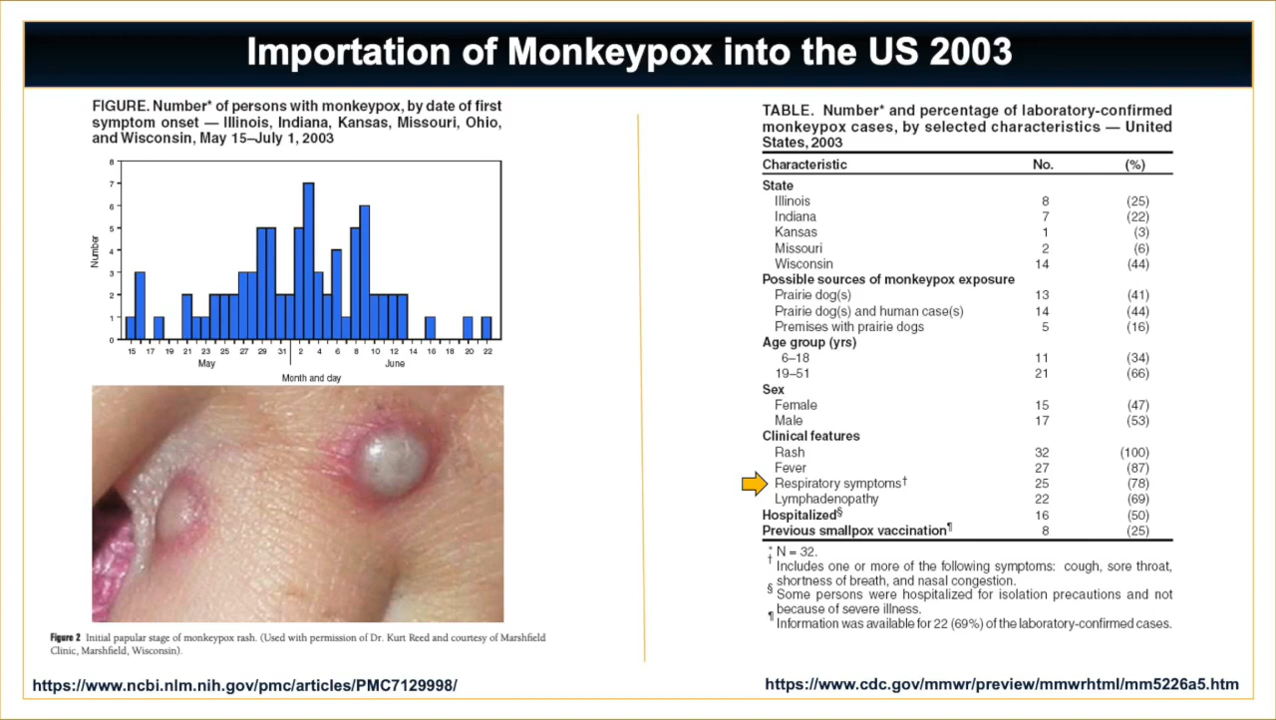 Importation of Monkeypox into the US 2003
FIGURE. Number* of persons with monkeypox, by date of first
symptom onset — Illinois, Indiana, Kansas, Missouri, Ohio,
and Wisconsin, May 15–July 1, 2003
8
7
6
5
4
3
2
1
0
Number
15 17 19 21 23 25 27 29 31 2 4 6 8 10 12 14 16 18 20 22
May June
Month and day
Figure 2 Initial papular stage of monkeypox rash. (Used with permission of Dr. Kurt Reed and courtesy of Marshfield
Clinic, Marshfield, Wisconsin).
https://www.ncbi.nlm.nih.gov/pmc/articles/PMC7129998/
TABLE. Number* and percentage of laboratory-confirmed
monkeypox cases, by selected characteristics — United
States, 2003
Characteristic No. (%)
State
Illinois 8 (25)
Indiana 7 (22)
Kansas 1 (3)
Missouri 2 (6)
Wisconsin 14 (44)
Possible sources of monkeypox exposure
Prairie dog(s) 13 (41)
Prairie dog(s) and human case(s) 14 (44)
Premises with prairie dogs 5 (16)
Age group (yrs)
6–18 11 (34)
19–51 21 (66)
Sex
Female 15 (47)
Male 17 (53)
Clinical features
Rash 32 (100)
Fever 27 (87)
Respiratory symptoms† 25 (78)
Lymphadenopathy 22 (69)
Hospitalized§ 16 (50)
Previous smallpox vaccination¶ 8 (25)
* N = 32.
† Includes one or more of the following symptoms: cough, sore throat,
shortness of breath, and nasal congestion.
§ Some persons were hospitalized for isolation precautions and not
because of severe illness.
¶ Information was available for 22 (69%) of the laboratory-confirmed cases.
https://www.cdc.gov/mmwr/preview/mmwrhtml/mm5226a5.htm